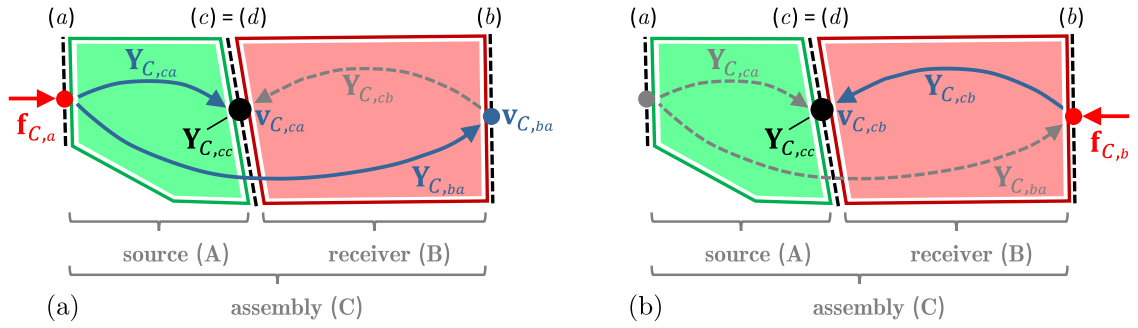 (a) (c) = (d) (b)
Y_{C,ca} Y_{C,cb}
f_{C,a} v_{C,ca} v_{C,ba}
Y_{C,cc}
Y_{C,ba}
source (A) receiver (B)
(a) assembly (C)
(a) (c) = (d) (b)
Y_{C,ca} Y_{C,cb}
v_{C,cb}
Y_{C,cc} f_{C,b}
Y_{C,ba}
source (A) receiver (B)
(b) assembly (C)